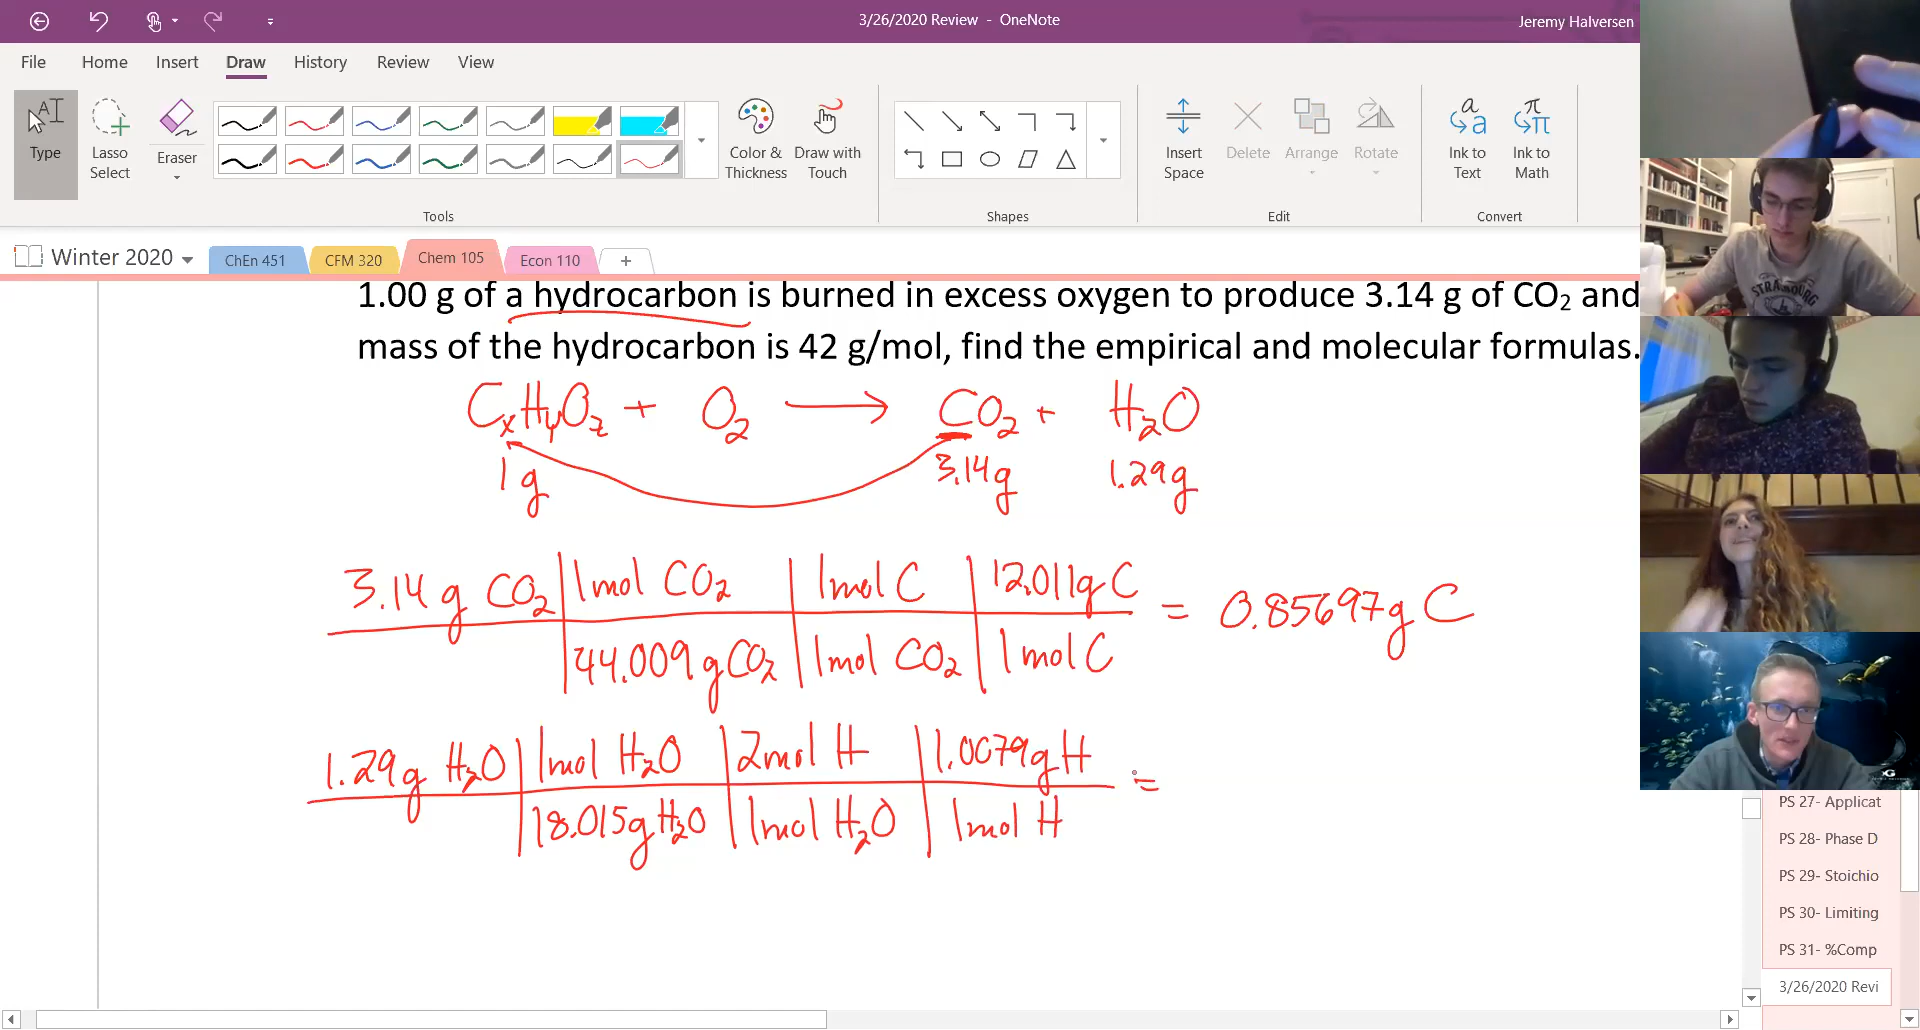 3/26/2020 Review - OneNote
Jeremy Halversen
File Home Insert Draw History Review View
Type
Lasso Select
Eraser
Color & Thickness
Draw with Touch
Insert Space
Delete
Arrange
Rotate
Ink to Text
Ink to Math
Tools
Shapes
Edit
Convert
Winter 2020
ChEn 451
CFM 320
Chem 105
Econ 110
+
1.00 g of a hydrocarbon is burned in excess oxygen to produce 3.14 g of CO₂ and
mass of the hydrocarbon is 42 g/mol, find the empirical and molecular formulas.
CxHyOz + O₂ → CO₂ + H₂O
1g 3.14g 1.29g
3.14 g CO₂ | 1mol CO₂ | 1mol C | 12.011g C = 0.85697g C
44.009 g CO₂ | 1mol CO₂ | 1mol C
1.29g H₂O | 1mol H₂O | 2mol H | 1.0079g H =
18.015g H₂O | 1mol H₂O | 1mol H
STRASBOURG
PS 27- Applicat
PS 28- Phase D
PS 29- Stoichio
PS 30- Limiting
PS 31- %Comp
3/26/2020 Revi